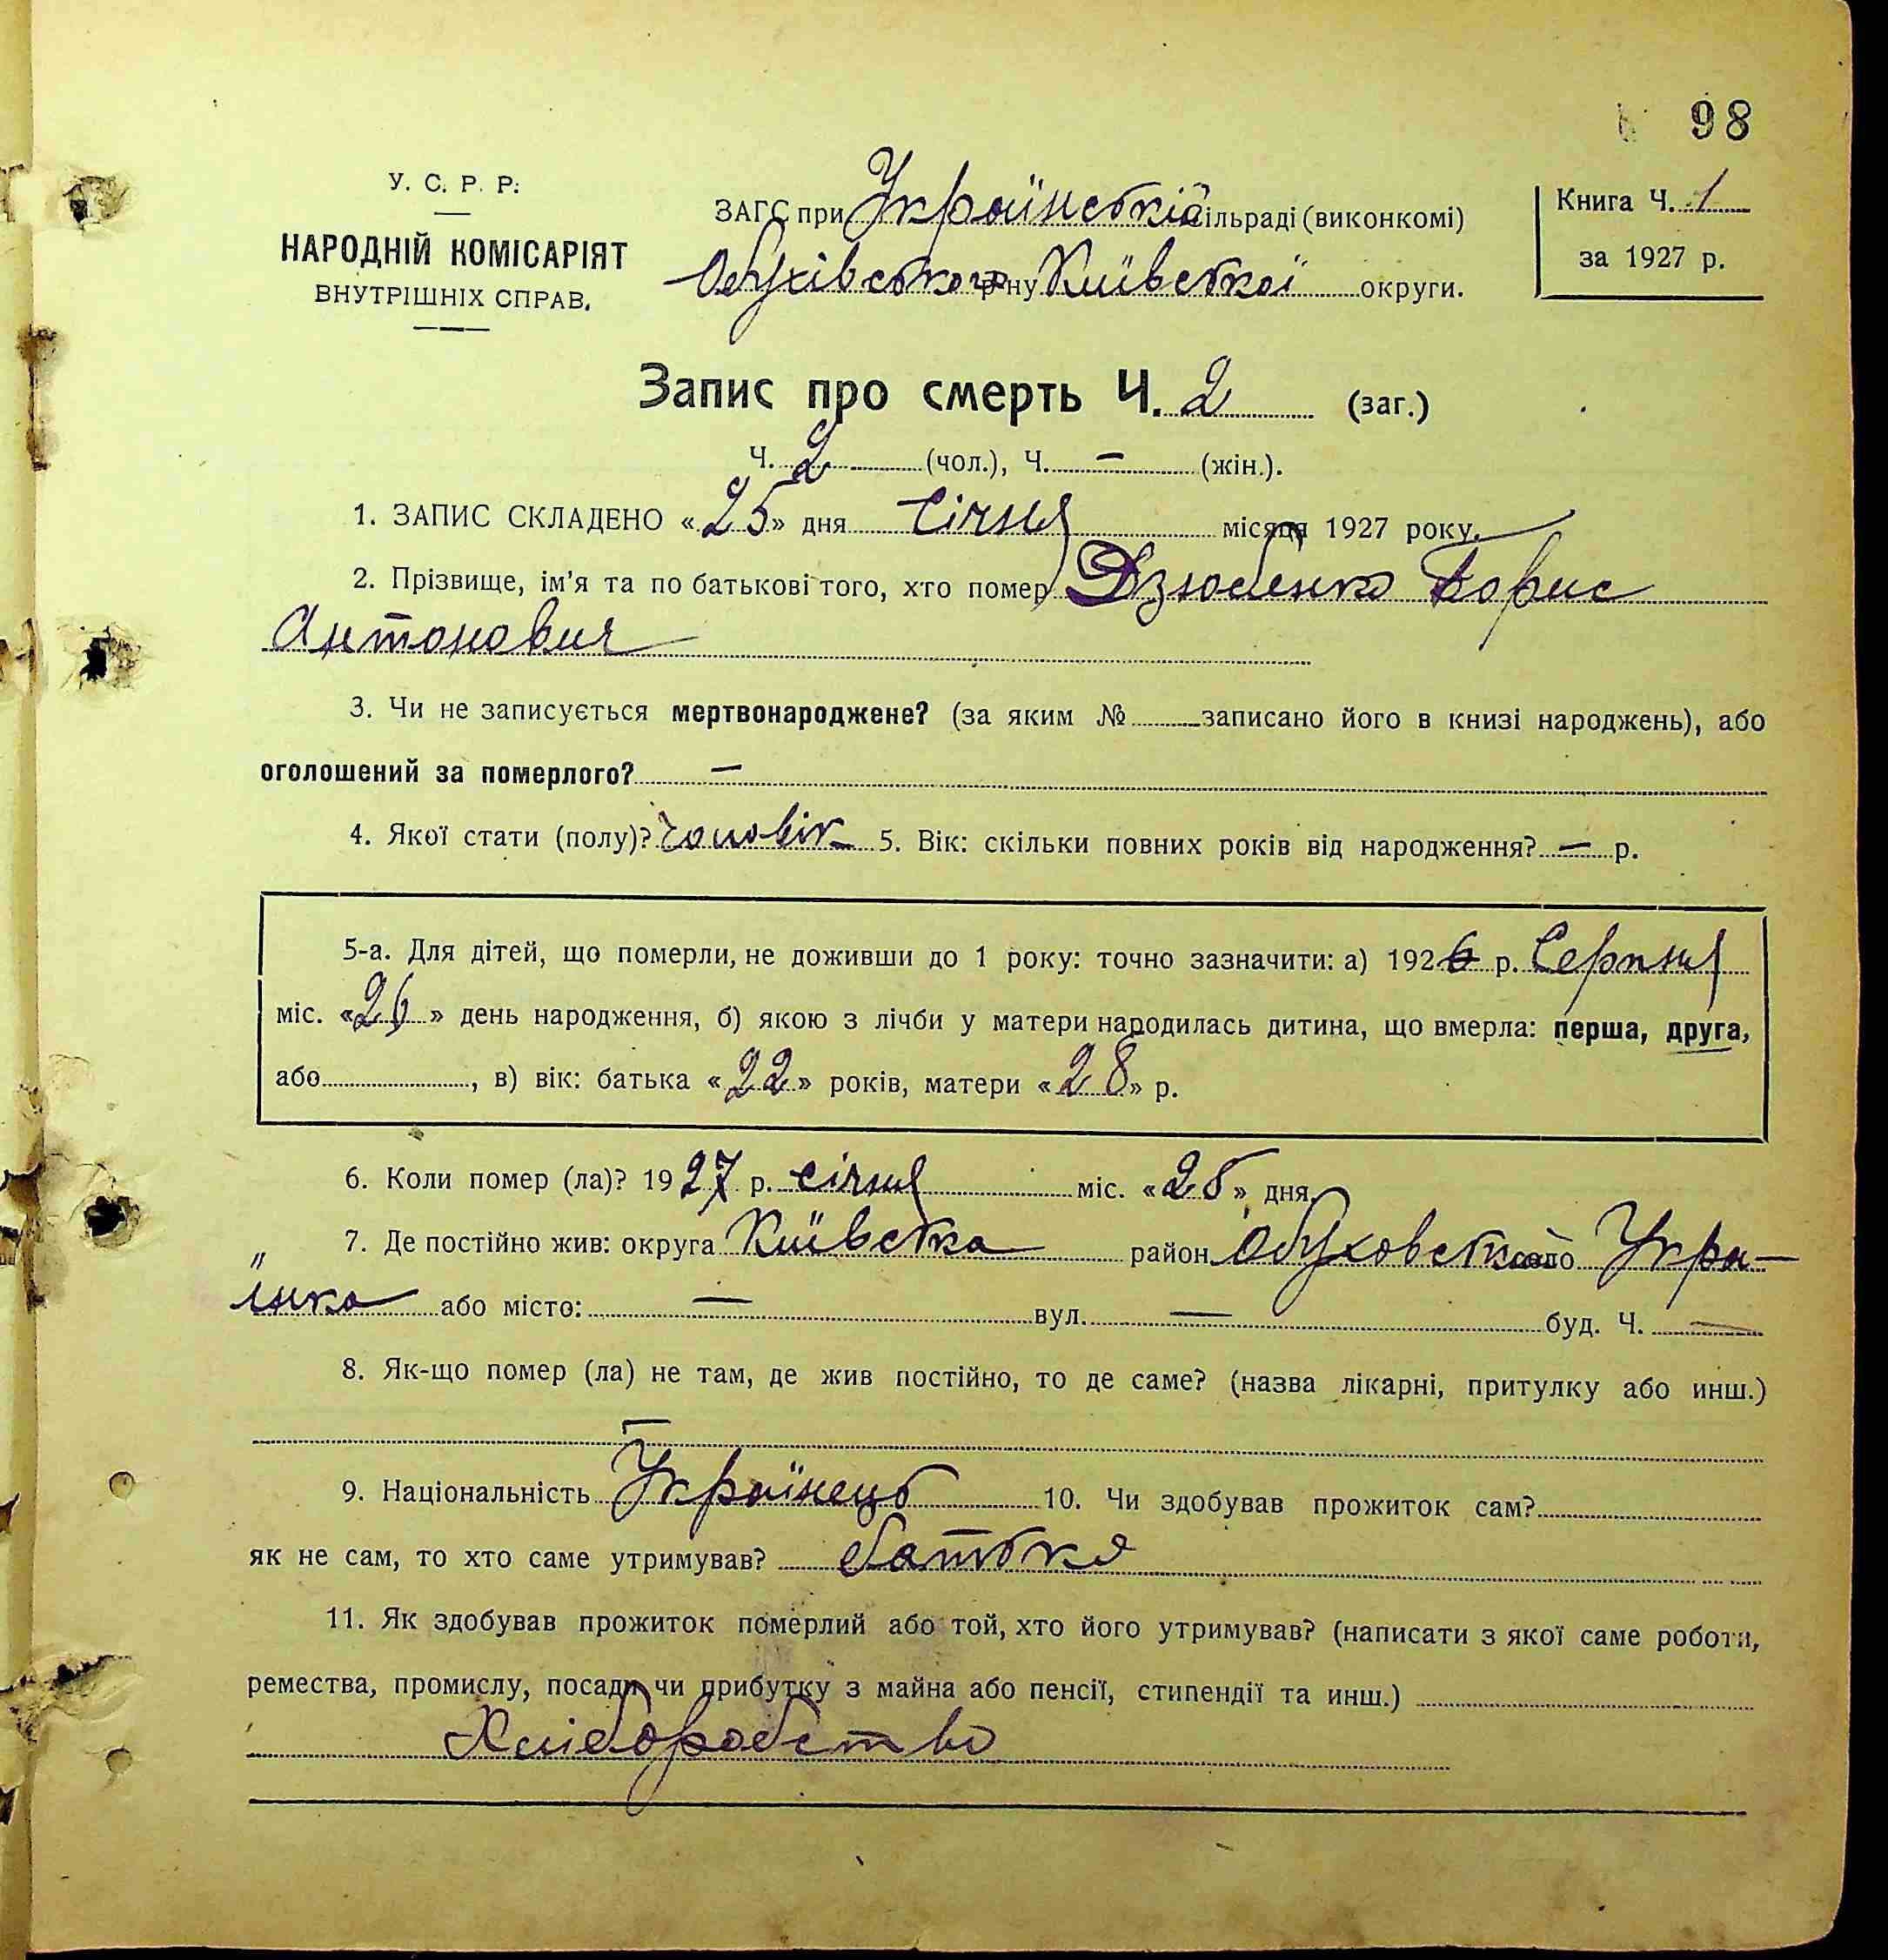 98
У. С. Р. Р.
НАРОДНІЙ КОМІСАРІЯТ
ВНУТРІШНІХ СПРАВ.
ЗАГС при Українській сільраді (виконкомі)
Обухівського р-ну Київської округи.
Книга Ч. 1
за 1927 р.
Запис про смерть Ч. 2 (заг.)
Ч. 2 (чол.), Ч. — (жін.).
1. ЗАПИС СКЛАДЕНО «25» дня Січня місяця 1927 року.
2. Прізвище, ім'я та по батькові того, хто помер Дзюбенко Борис
Антонович
3. Чи не записується мертвонароджене? (за яким № записано його в книзі народжень), або
оголошений за померлого? —
4. Якої стати (полу)? чоловік 5. Вік: скільки повних років від народження? — р.
5-а. Для дітей, що померли, не доживши до 1 року: точно зазначити: а) 1926 р. Серпня
міс. «26» день народження, б) якою з лічби у матери народилась дитина, що вмерла: перша, друга,
або , в) вік: батька «22» років, матери «28» р.
6. Коли помер (ла)? 1927 р. січня міс. «25» дня.
7. Де постійно жив: округа Київська район Обуховский село Укра-
їнка або місто: — вул. — буд. Ч. —
8. Як-що помер (ла) не там, де жив постійно, то де саме? (назва лікарні, притулку або инш.)
—
9. Національність Українець 10. Чи здобував прожиток сам?
як не сам, то хто саме утримував? батько
11. Як здобував прожиток померлий або той, хто його утримував? (написати з якої саме роботи,
ремества, промислу, посади чи прибутку з майна або пенсії, стипендії та инш.)
Хліборобство